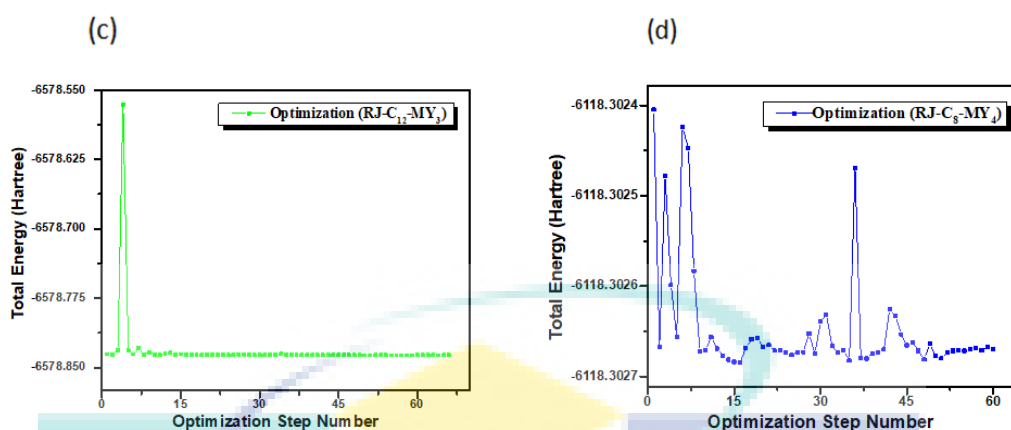 (c)
(d)
-6578.550
-6578.625
-6578.700
-6578.775
-6578.850
Total Energy (Hartree)
Optimization (RJ-C₁₂-MY₃)
0 15 30 45 60
Optimization Step Number
-6118.3024
-6118.3025
-6118.3026
-6118.3027
Total Energy (Hartree)
Optimization (RJ-C₈-MY₄)
0 15 30 45 60
Optimization Step Number